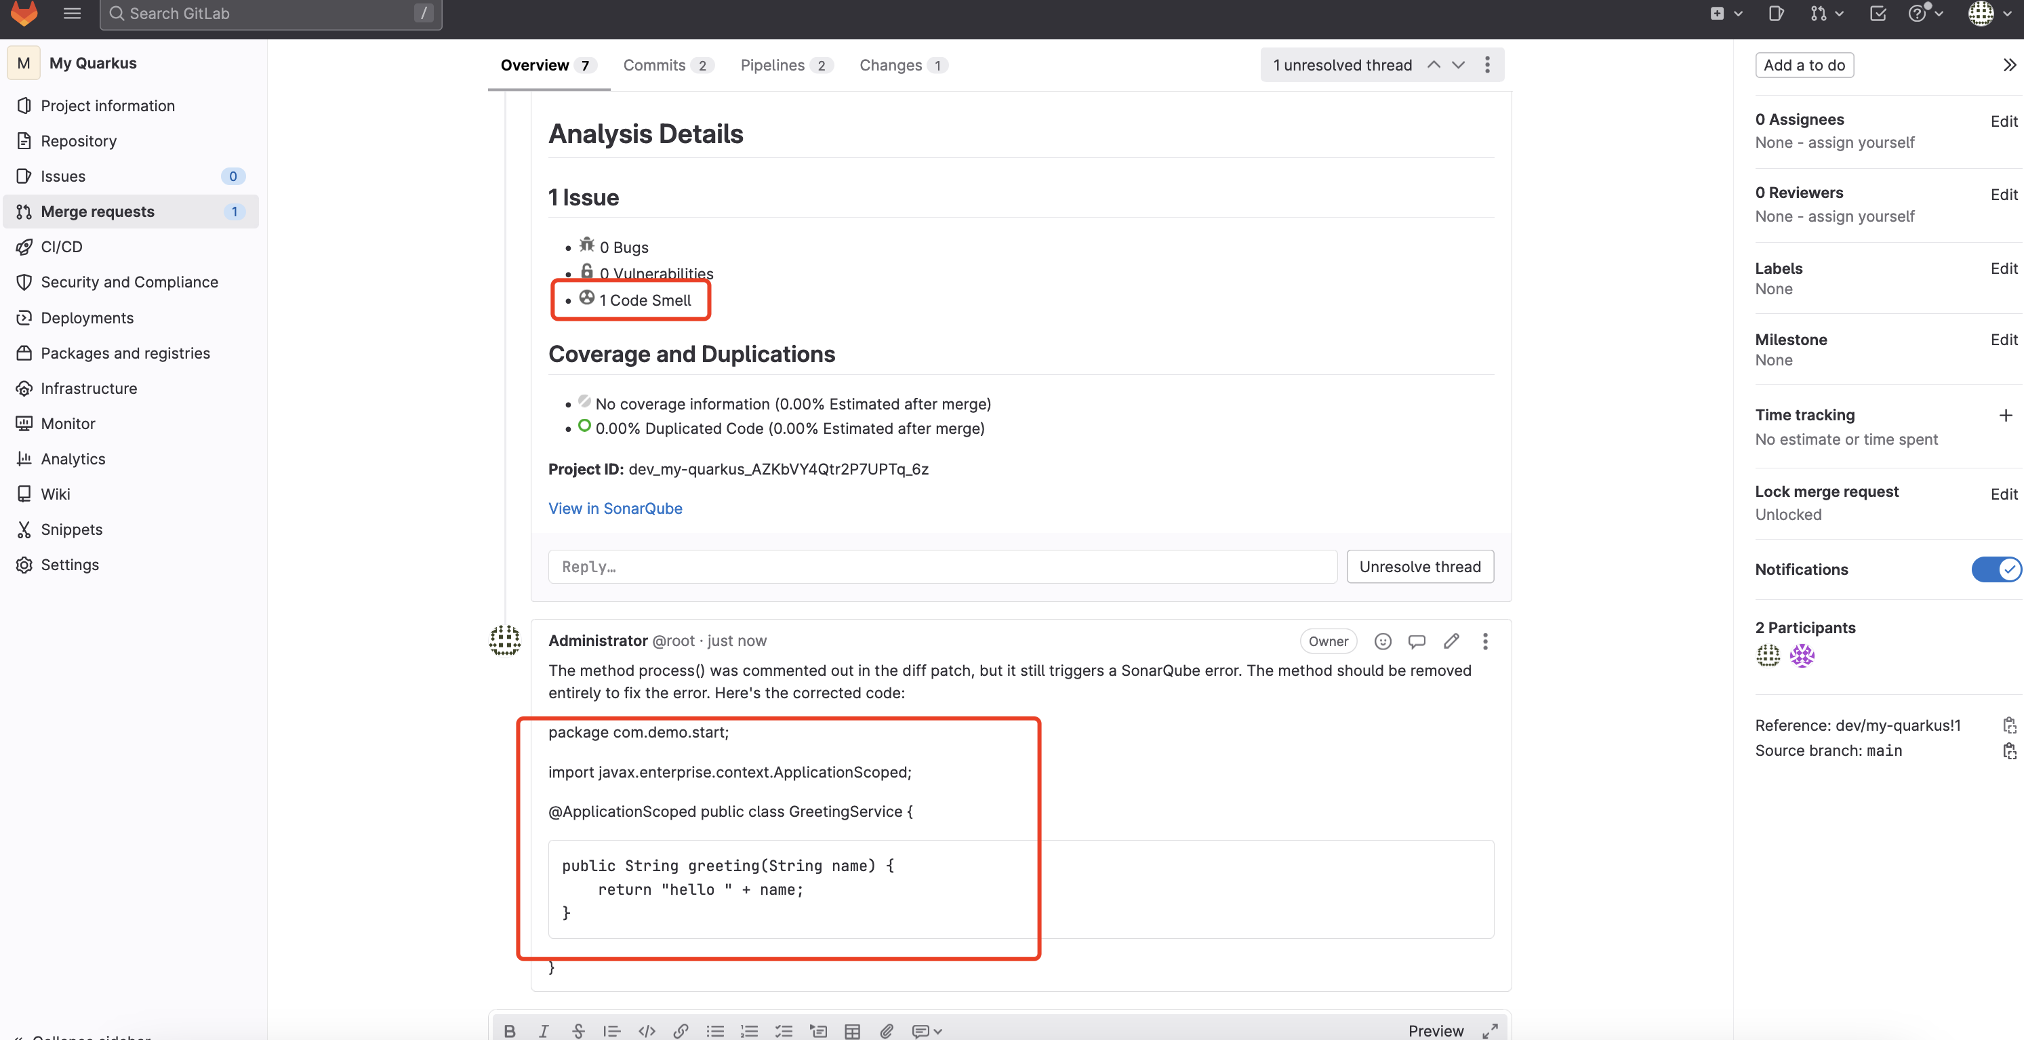 Search GitLab /
M My Quarkus
Project information
Repository
Issues 0
Merge requests 1
CI/CD
Security and Compliance
Deployments
Packages and registries
Infrastructure
Monitor
Analytics
Wiki
Snippets
Settings
Collapse sidebar
Overview 7 Commits 2 Pipelines 2 Changes 1
1 unresolved thread
Analysis Details
1 Issue
0 Bugs
0 Vulnerabilities
1 Code Smell
Coverage and Duplications
No coverage information (0.00% Estimated after merge)
0.00% Duplicated Code (0.00% Estimated after merge)
Project ID: dev_my-quarkus_AZKbVY4Qtr2P7UPTq_6z
View in SonarQube
Reply…
Unresolve thread
Administrator @root · just now
Owner
The method process() was commented out in the diff patch, but it still triggers a SonarQube error. The method should be removed
entirely to fix the error. Here's the corrected code:
package com.demo.start;
import javax.enterprise.context.ApplicationScoped;
@ApplicationScoped public class GreetingService {
public String greeting(String name) {
return "hello " + name;
}
}
Preview
Add a to do
0 Assignees Edit
None - assign yourself
0 Reviewers Edit
None - assign yourself
Labels Edit
None
Milestone Edit
None
Time tracking
No estimate or time spent
Lock merge request Edit
Unlocked
Notifications
2 Participants
Reference: dev/my-quarkus!1
Source branch: main